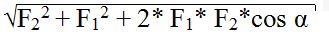 √F₂² + F₁² + 2* F₁* F₂*cos α